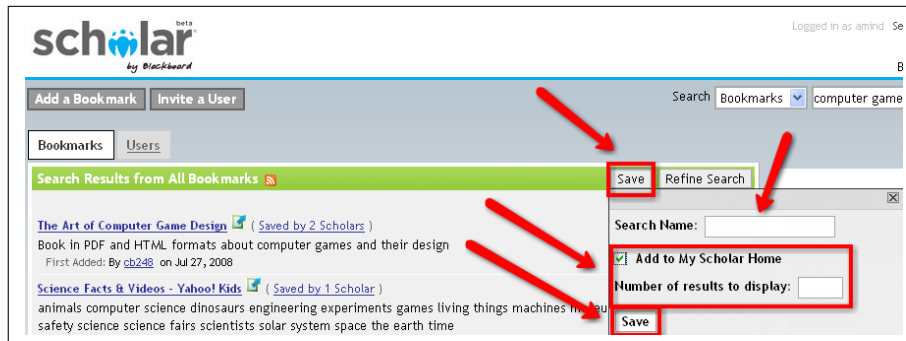 beta
scholar
by Blackboard
Logged in as amind Se
B
Add a Bookmark Invite a User
Search Bookmarks computer game
Bookmarks Users
Search Results from All Bookmarks
Save Refine Search
The Art of Computer Game Design ( Saved by 2 Scholars )
Book in PDF and HTML formats about computer games and their design
First Added: By cb248 on Jul 27, 2008
Science Facts & Videos - Yahoo! Kids ( Saved by 1 Scholar )
animals computer science dinosaurs engineering experiments games living things machines
safety science science fairs scientists solar system space the earth time
Search Name:
Add to My Scholar Home
Number of results to display:
Save